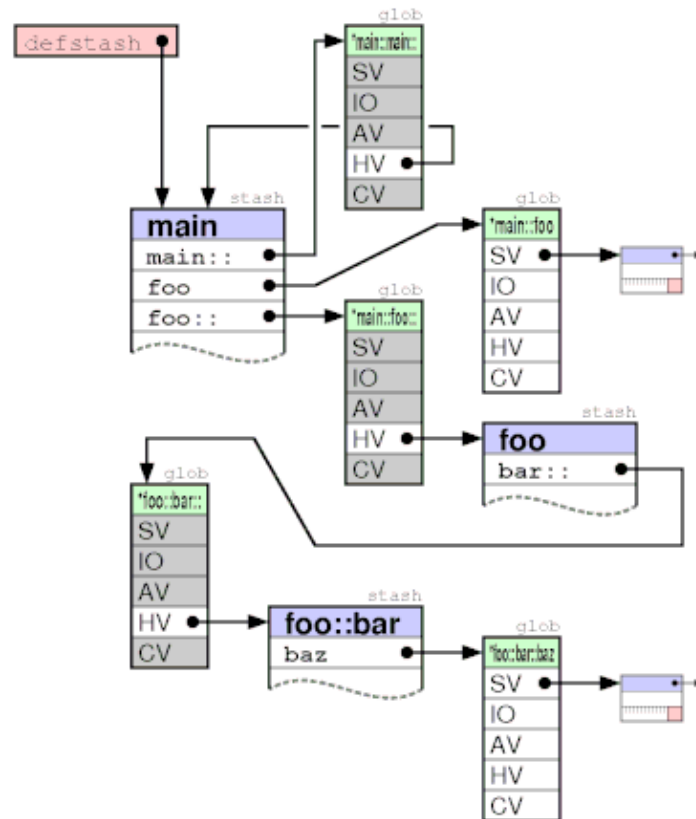 glob
defstash
*main::main::
SV
IO
AV
HV
CV
stash
main
main::
foo
foo::
glob
*main::foo
SV
IO
AV
HV
CV
glob
*main::foo::
SV
IO
AV
HV
CV
stash
foo
bar::
glob
*foo::bar::
SV
IO
AV
HV
CV
stash
foo::bar
baz
glob
*foo::bar::baz
SV
IO
AV
HV
CV